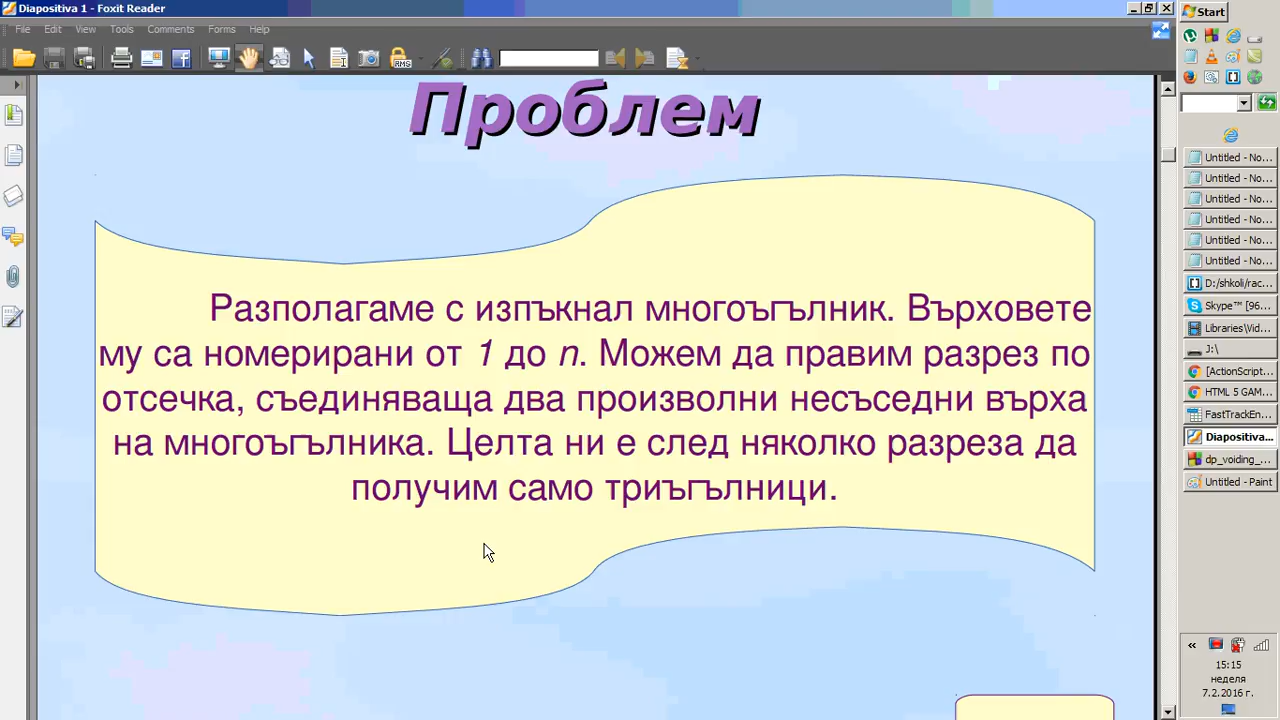 Diapositiva 1 - Foxit Reader
Start
File Edit View Tools Comments Forms Help
RMS
Проблем
Разполагаме с изпъкнал многоъгълник. Върховете
му са номерирани от 1 до n. Можем да правим разрез по
отсечка, съединяваща два произволни несъседни върха
на многоъгълника. Целта ни е след няколко разреза да
получим само триъгълници.
Untitled - No...
Untitled - No...
Untitled - No...
Untitled - No...
Untitled - No...
Untitled - No...
D:/shkoli/rac...
Skype™ [96...
Libraries\Vid...
J:\
[ActionScript...
HTML 5 GAM...
FastTrackEn...
Diapositiva...
dp_voiding_...
Untitled - Paint
«
15:15
неделя
7.2.2016 г.